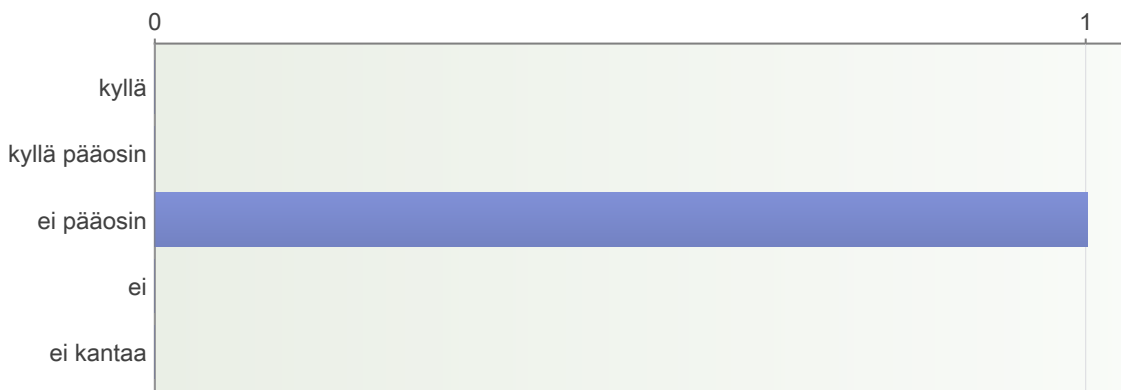 0 1
kyllä
kyllä pääosin
ei pääosin
ei
ei kantaa